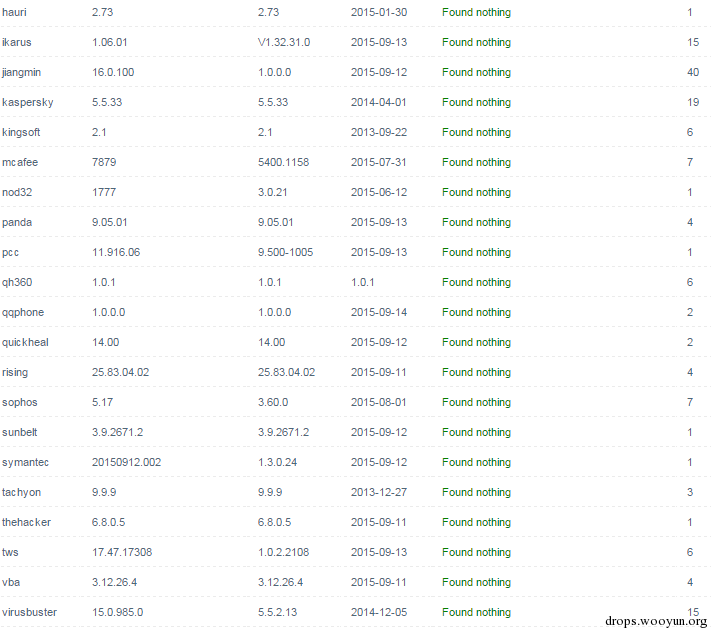 hauri 2.73 2.73 2015-01-30 Found nothing 1
ikarus 1.06.01 V1.32.31.0 2015-09-13 Found nothing 15
jiangmin 16.0.100 1.0.0.0 2015-09-12 Found nothing 40
kaspersky 5.5.33 5.5.33 2014-04-01 Found nothing 19
kingsoft 2.1 2.1 2013-09-22 Found nothing 6
mcafee 7879 5400.1158 2015-07-31 Found nothing 7
nod32 1777 3.0.21 2015-06-12 Found nothing 1
panda 9.05.01 9.05.01 2015-09-13 Found nothing 4
pcc 11.916.06 9.500-1005 2015-09-13 Found nothing 1
qh360 1.0.1 1.0.1 1.0.1 Found nothing 6
qqphone 1.0.0.0 1.0.0.0 2015-09-14 Found nothing 2
quickheal 14.00 14.00 2015-09-12 Found nothing 2
rising 25.83.04.02 25.83.04.02 2015-09-11 Found nothing 4
sophos 5.17 3.60.0 2015-08-01 Found nothing 7
sunbelt 3.9.2671.2 3.9.2671.2 2015-09-12 Found nothing 1
symantec 20150912.002 1.3.0.24 2015-09-12 Found nothing 1
tachyon 9.9.9 9.9.9 2013-12-27 Found nothing 3
thehacker 6.8.0.5 6.8.0.5 2015-09-11 Found nothing 1
tws 17.47.17308 1.0.2.2108 2015-09-13 Found nothing 6
vba 3.12.26.4 3.12.26.4 2015-09-11 Found nothing 4
virusbuster 15.0.985.0 5.5.2.13 2014-12-05 Found nothing 15
drops.wooyun.org